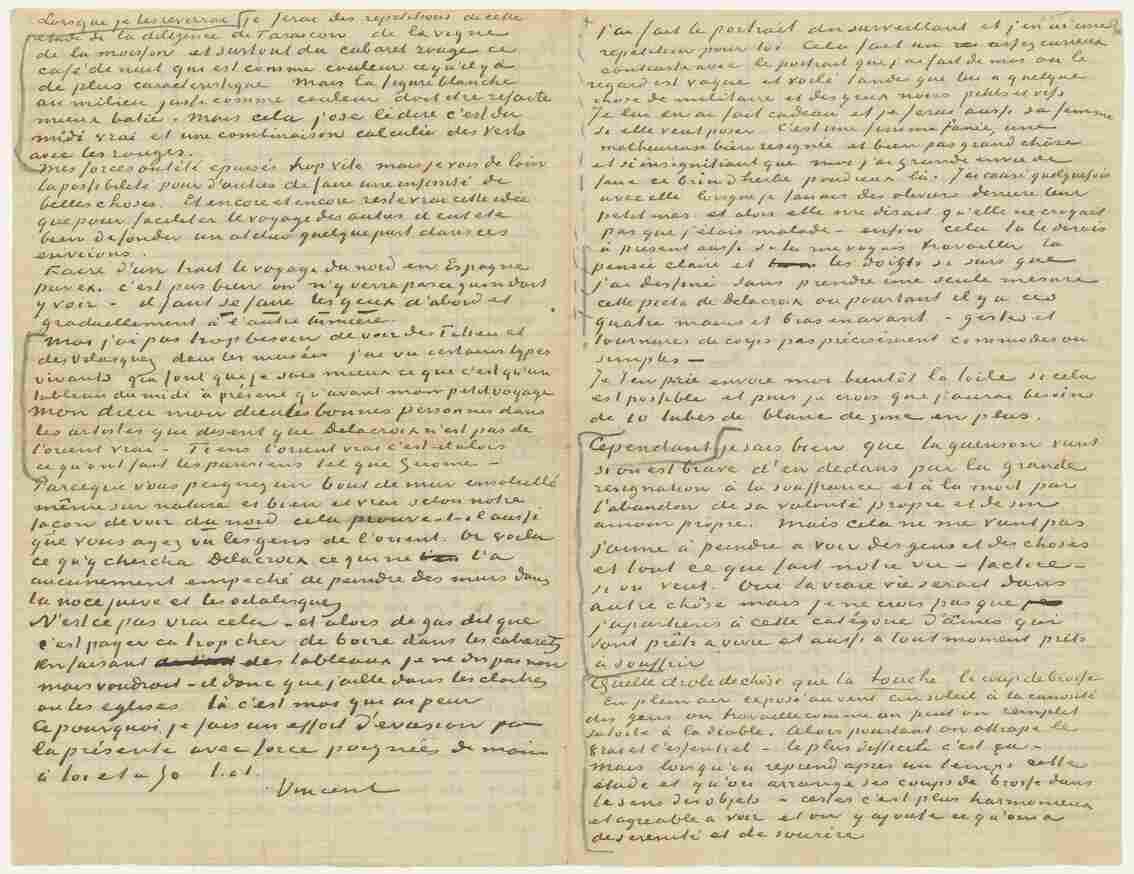 Lorsque je les reverrai je ferai des repetitions de cette
etude de la diligence de Tarascon de la vigne
de la moisson et surtout du cabaret rouge ce
café de nuit qui est comme couleur ce qu'il y a
de plus caracteristique Mais la figure blanche
au milieu juste comme couleur doit etre refaite
mieux batie. Mais cela j'ose le dire c'est du
midi vrai et une combinaison calculée des verts
avec les rouges.
Mes forces ont été epuisés trop vite mais je vois de loin
la possibilité pour d'autres de faire une infinité de
belles choses. Et encore et encore reste vrai cette idée
que pour faciliter le voyage des autres il eut eté
bien de fonder un atelier quelque part dans ces
environs.
Faire d'un trait le voyage du nord en Espagne
par ex. c'est pas bien on n'y verra pas ce qu'on doit
y voir – il faut se faire les yeux d'abord et
graduellement à l'autre lumière.
Moi j'ai pas trop besoin de voir des Titien et
des Velasquez dans les musées j'ai vu certains types
vivants qui font que je sais mieux ce que c'est qu'un
tableau du midi à présent qu'avant mon petit voyage
Mon dieu mon dieu les bonnes personnes dans
les artistes qui disent que Delacroix n'est pas de
l'orient vrai – Tiens l'orient vrai c'est alors
ce qu'ont fait les parisiens tel que Gerome –
Parceque vous peignez un bout de mur ensoleillé
même sur nature et bien et vrai selon notre
façon de voir du nord cela prouve-t-il aussi
que vous ayez vu les gens de l'orient. Or voila
ce qu'y cherchait Delacroix ce qui ne l'a
aucunement empeché de peindre des murs dans
la noce juive et les odalisques
N'est ce pas vrai cela – et alors de gas dit que
c'est payer ca trop cher de boire dans les cabarets
en faisant des tableaux je ne dis pas non
mais voudrait-il donc que j'aille dans les cloitres
ou les eglises là c'est moi qui ai peur
Ce pourquoi je fais un effort d'evasion par
la présente avec force poignées de main
à toi et a Jo t. à t.
Vincent
J'ai fait le portrait du surveillant et j'en ai une
repetition pour toi Cela fait un assez curieux
contraste avec le portrait que j'ai fait de moi ou le
regard est vague et voilé tandis que lui a quelque
chose de militaire et des yeux noirs petits et vifs
Je lui en ai fait cadeau et je ferai aussi sa femme
si elle veut poser C'est une femme fanée, une
malheureuse bien resignée et bien pas grand chôse
et si insignifiant que moi j'ai grande envie de
faire ce brin d'herbe poudreux là. J'ai causé quelquefois
avec elle lorsque je faisais des oliviers derriere leur
petit mas et alors elle me disait qu'elle ne croyait
pas que j'etais malade – enfin cela tu le dirais
à présent aussi si tu me voyais travailler la
pensée claire et les doigts si surs que
j'ai dessiné sans prendre une seule mesure
cette pieta de Delacroix ou pourtant il y a ces
quatre mains et bras en avant – gestes et
tournures de corps pas précisément commodes ou
simples –
Je t'en prie envoie moi bientôt la toile si cela
est possible et puis je crois que j'aurai besoin
de 10 tubes de blanc de zinc en plus.
Cependant je sais bien que la guerison vient
si on est brave d'en dedans par la grande
resignation à la souffrance et à la mort par
l'abandon de sa volonté propre et de son
amour propre. Mais cela ne me vaut pas
j'aime à peindre a voir des gens et des choses
et tout ce qui fait notre vie – factice –
si on veut. Oui la vraie vie serait dans
autre chôse mais je ne crois pas que
j'appartienne à cette catégorie d'âmes qui
sont prêts a vivre et aussi a tout moment prêts
à souffrir
Quelle drole de chôse que la touche le coup de brosse
En plein air exposé au vent au soleil à la curiosité
des gens on travaille comme on peut on remplit
sa toile à la diable. Alors pourtant on attrape le
vrai et l'essentiel – le plus difficile c'est ça.
Mais lorsqu'on reprend après un temps cette
étude et qu'on arrange ses coups de brosse dans
le sens des objets – certes c'est plus harmonieux
et agreable a voir et on y ajoute ce qu'on a
de serenité et de sourire